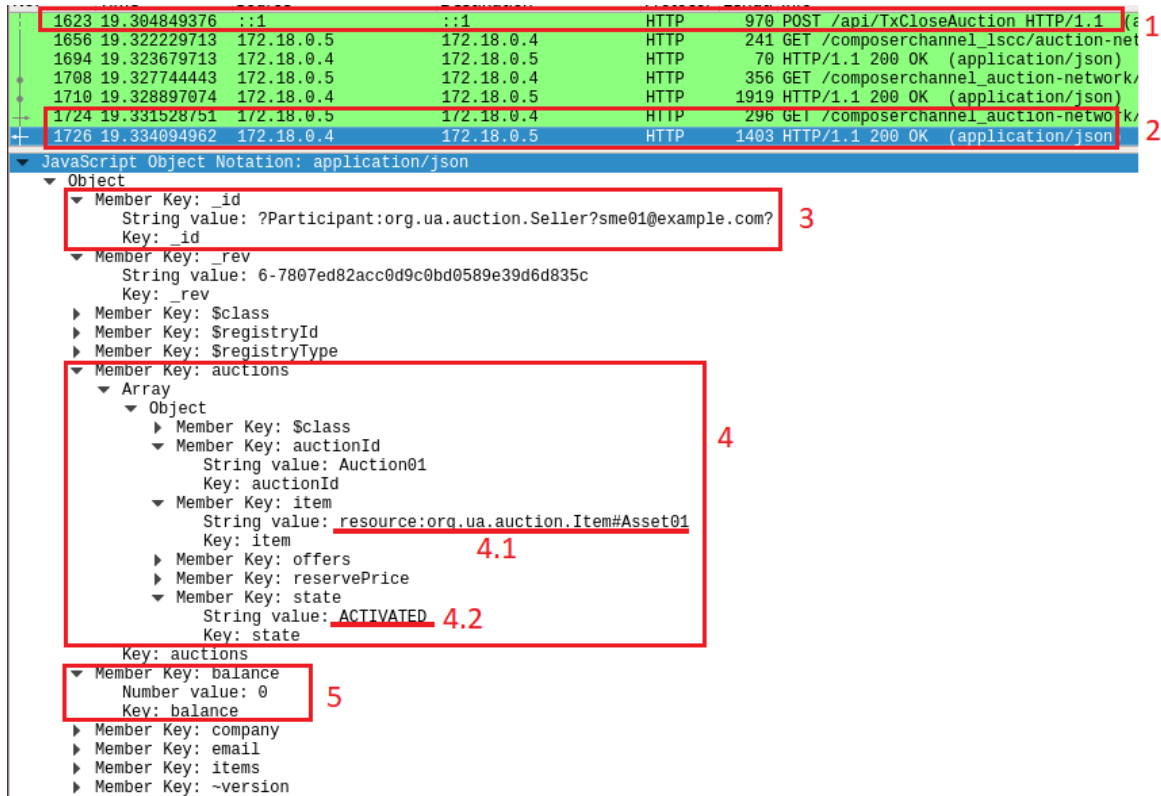 1623 19.304849376 ::1 ::1 HTTP 970 POST /api/TxCloseAuction HTTP/1.1 (a 1
1656 19.322229713 172.18.0.5 172.18.0.4 HTTP 241 GET /composerchannel_lscc/auction-net
1694 19.323679713 172.18.0.4 172.18.0.5 HTTP 70 HTTP/1.1 200 OK (application/json)
1708 19.327744443 172.18.0.5 172.18.0.4 HTTP 356 GET /composerchannel_auction-network/
1710 19.328897074 172.18.0.4 172.18.0.5 HTTP 1919 HTTP/1.1 200 OK (application/json)
1724 19.331528751 172.18.0.5 172.18.0.4 HTTP 296 GET /composerchannel_auction-network/
1726 19.334094962 172.18.0.4 172.18.0.5 HTTP 1403 HTTP/1.1 200 OK (application/json 2
JavaScript Object Notation: application/json
Object
Member Key: _id
String value: ?Participant:org.ua.auction.Seller?sme01@example.com? 3
Key: _id
Member Key: _rev
String value: 6-7807ed82acc0d9c0bd0589e39d6d835c
Key: _rev
Member Key: $class
Member Key: $registryId
Member Key: $registryType
Member Key: auctions
Array
Object
Member Key: $class
4
Member Key: auctionId
String value: Auction01
Key: auctionId
Member Key: item
String value: resource:org.ua.auction.Item#Asset01
Key: item 4.1
Member Key: offers
Member Key: reservePrice
Member Key: state
String value: ACTIVATED 4.2
Key: state
Key: auctions
Member Key: balance
Number value: 0 5
Key: balance
Member Key: company
Member Key: email
Member Key: items
Member Key: ~version